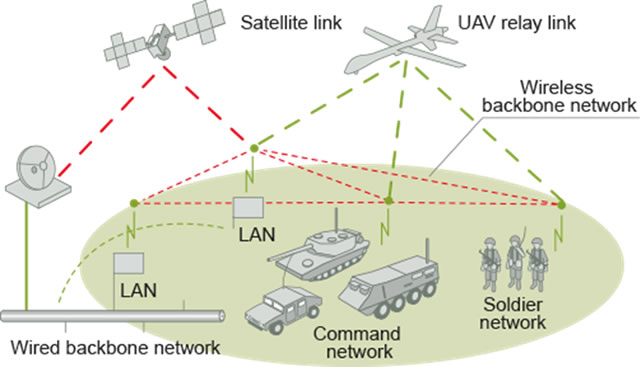 Satellite link
UAV relay link
Wireless
backbone network
LAN
LAN
Soldier
network
Command
network
Wired backbone network